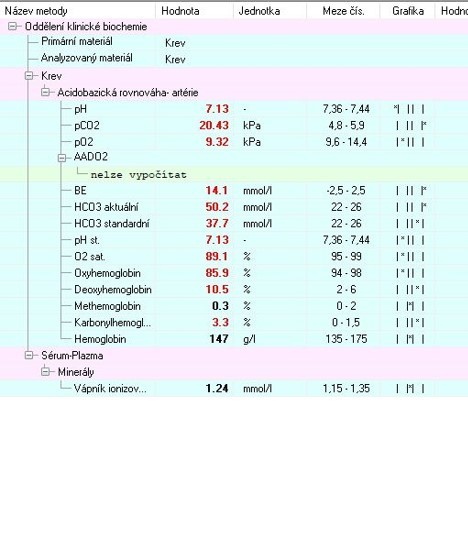 Název metody Hodnota Jednotka Meze čís. Grafika Hodno
Oddělení klinické biochemie
Primární materiál Krev
Analyzovaný materiál Krev
Krev
Acidobazická rovnováha- artérie
pH 7.13 - 7,36 - 7,44 *| || |
pCO2 20.43 kPa 4,8 - 5,9 | || |*
pO2 9.32 kPa 9,6 - 14,4 |*|| |
AADO2
nelze vypočítat
BE 14.1 mmol/l -2,5 - 2,5 | || |*
HCO3 aktuální 50.2 mmol/l 22 - 26 | || |*
HCO3 standardní 37.7 mmol/l 22 - 26 | ||*|
pH st. 7.13 - 7,36 - 7,44 |*|| |
O2 sat. 89.1 % 95 - 99 |*|| |
Oxyhemoglobin 85.9 % 94 - 98 |*|| |
Deoxyhemoglobin 10.5 % 2 - 6 | ||*|
Methemoglobin 0.3 % 0 - 2 | |*| |
Karbonylhemogl... 3.3 % 0 - 1,5 | ||*|
Hemoglobin 147 g/l 135 - 175 | |*| |
Sérum-Plazma
Minerály
Vápník ionizov... 1.24 mmol/l 1,15 - 1,35 | |*| |